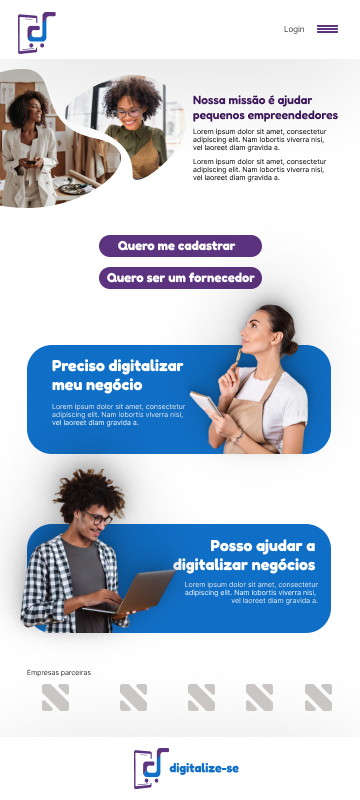 Login
Nossa missão é ajudar
pequenos empreendedores
Lorem ipsum dolor sit amet, consectetur
adipiscing elit. Nam lobortis viverra nisi,
vel laoreet diam gravida a.
Lorem ipsum dolor sit amet, consectetur
adipiscing elit. Nam lobortis viverra nisi,
vel laoreet diam gravida a.
Quero me cadastrar
Quero ser um fornecedor
Preciso digitalizar
meu negócio
Lorem ipsum dolor sit amet, consectetur
adipiscing elit. Nam lobortis viverra nisi,
vel laoreet diam gravida a.
Posso ajudar a
digitalizar negócios
Lorem ipsum dolor sit amet, consectetur
adipiscing elit. Nam lobortis viverra nisi,
vel laoreet diam gravida a.
Empresas parceiras
digitalize-se